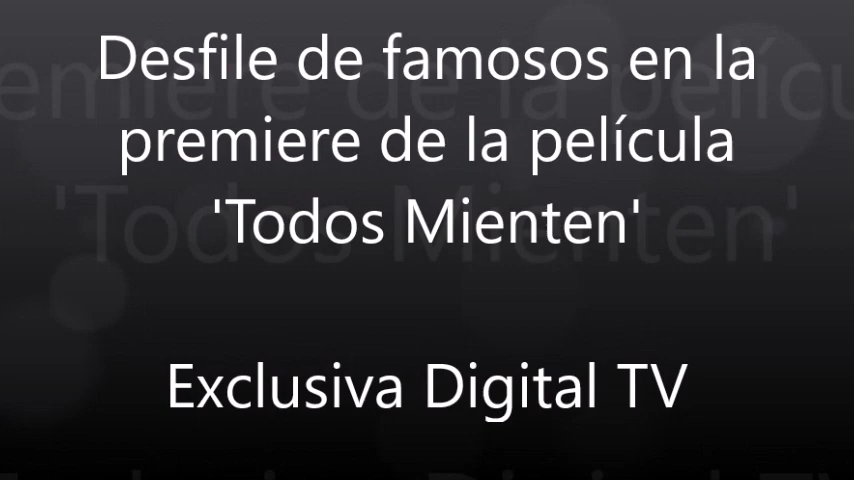 Desfile de famosos en la
premiere de la película
'Todos Mienten'
Exclusiva Digital TV